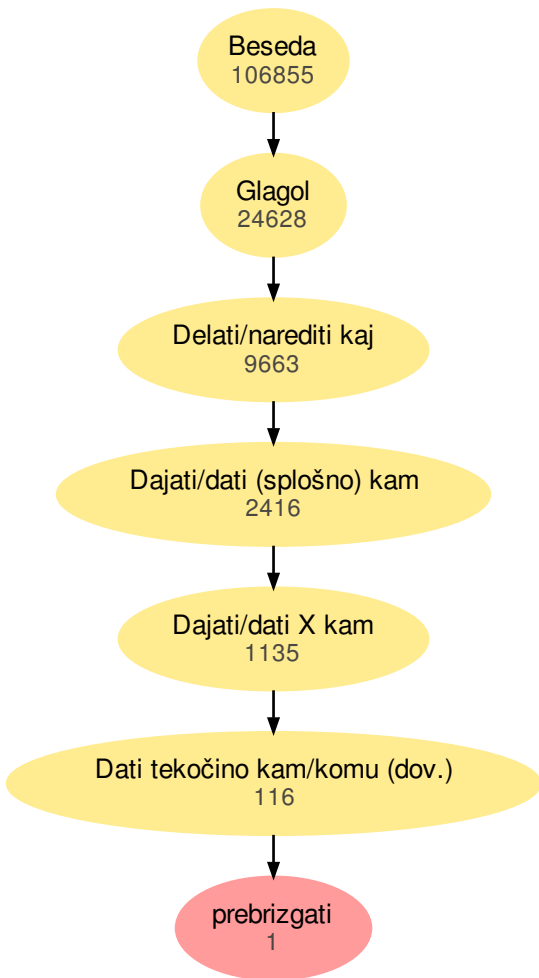 Beseda
106855
Glagol
24628
Delati/narediti kaj
9663
Dajati/dati (splošno) kam
2416
Dajati/dati X kam
1135
Dati tekočino kam/komu (dov.)
116
prebrizgati
1